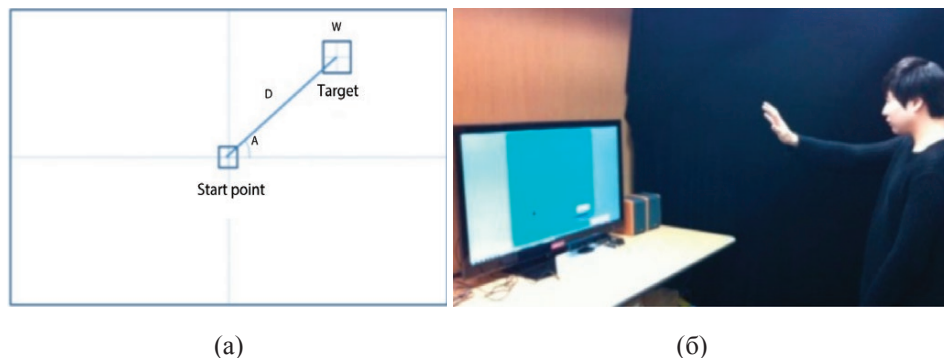 W
D
Target
A
Start point
(а)
(б)